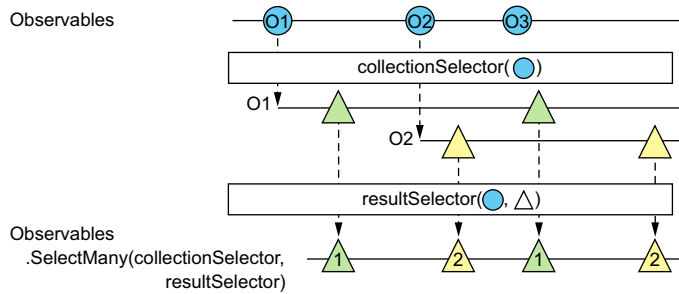 Observables O1 O2 O3
collectionSelector( )
O1
O2
resultSelector( , )
Observables
.SelectMany(collectionSelector,
resultSelector)
1 2 1 2